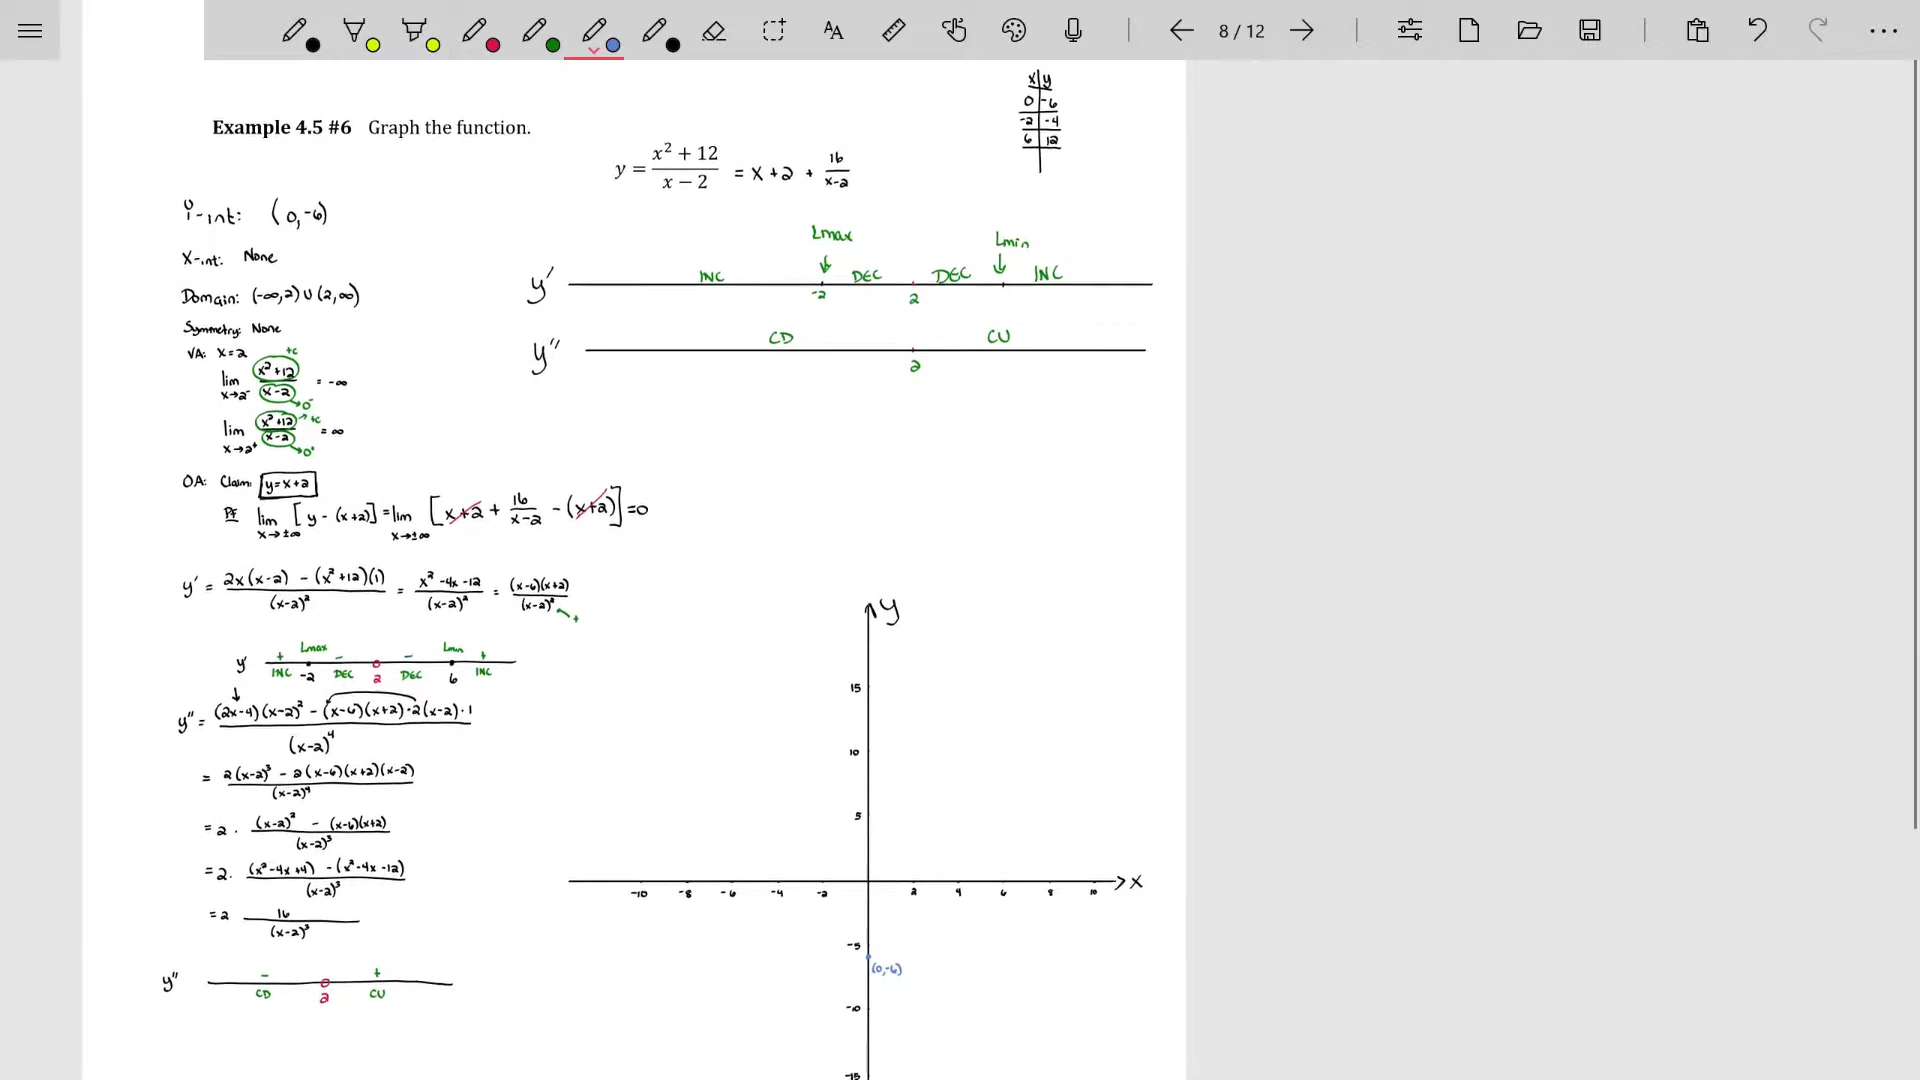 8 / 12
x y
0 -6
-2 -4
6 12
Example 4.5 #6 Graph the function.
y = (x² + 12)/(x − 2) = x+2 + 16/(x-2)
Y-int: (0,-6)
X-int: None
Domain: (-∞,2)∪(2,∞)
Symmetry: None
VA: x=2
lim x→2⁻ (x²+12)/(x-2) = -∞
+c
→0⁻
lim x→2⁺ (x²+12)/(x-2) = ∞
→+c
→0⁺
Lmax Lmin
y' INC DEC DEC INC
-2 2
y'' CD CU
2
OA: Claim: y=x+2
Pf lim x→±∞ [y-(x+2)] = lim x→±∞ [x+2 + 16/(x-2) - (x+2)] = 0
y' = (2x(x-2) - (x²+12)(1))/(x-2)² = (x²-4x-12)/(x-2)² = ((x-6)(x+2))/(x-2)²
+
+ Lmax - - Lmin +
y'
INC -2 DEC 2 DEC 6 INC
y'' = ((2x-4)(x-2)² - (x-6)(x+2)·2(x-2)·1)/(x-2)⁴
= (2(x-2)³ - 2(x-6)(x+2)(x-2))/(x-2)⁴
= 2 · ((x-2)² - (x-6)(x+2))/(x-2)³
= 2 · ((x²-4x+4) - (x²-4x-12))/(x-2)³
= 2 16/(x-2)³
y'' - +
CD 2 CU
y
15
10
5
x
-10 -8 -6 -4 -2 2 4 6 8 10
-5
(0,-6)
-10
-15